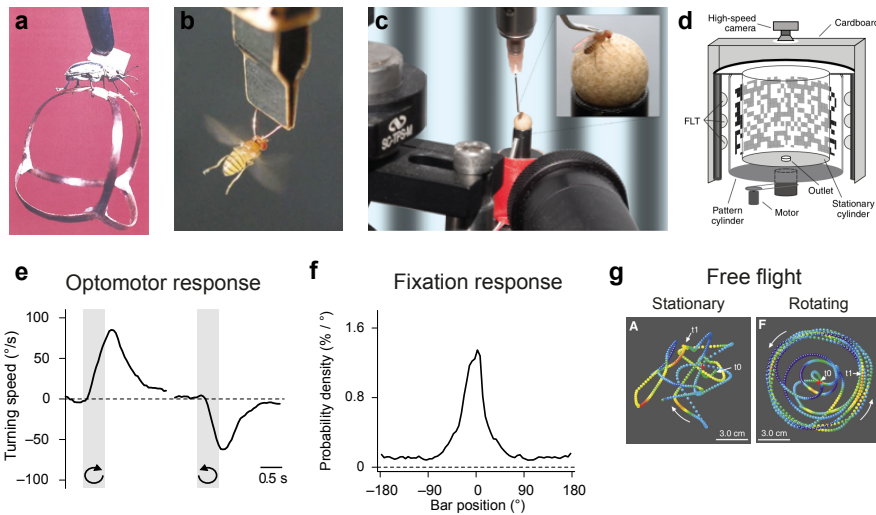 a
b
c
d
SC-TFS-M
High-speed
camera
Cardboard
FLT
Outlet
Pattern
cylinder
Motor
Stationary
cylinder
e
Optomotor response
Turning speed (°/s)
100
50
0
−50
−100
0.5 s
f
Fixation response
Probability density (% / °)
1.6
0.8
0
−180
−90
0
90
180
Bar position (°)
g
Free flight
Stationary
Rotating
A
t1
t0
3.0 cm
F
t1
t0
3.0 cm